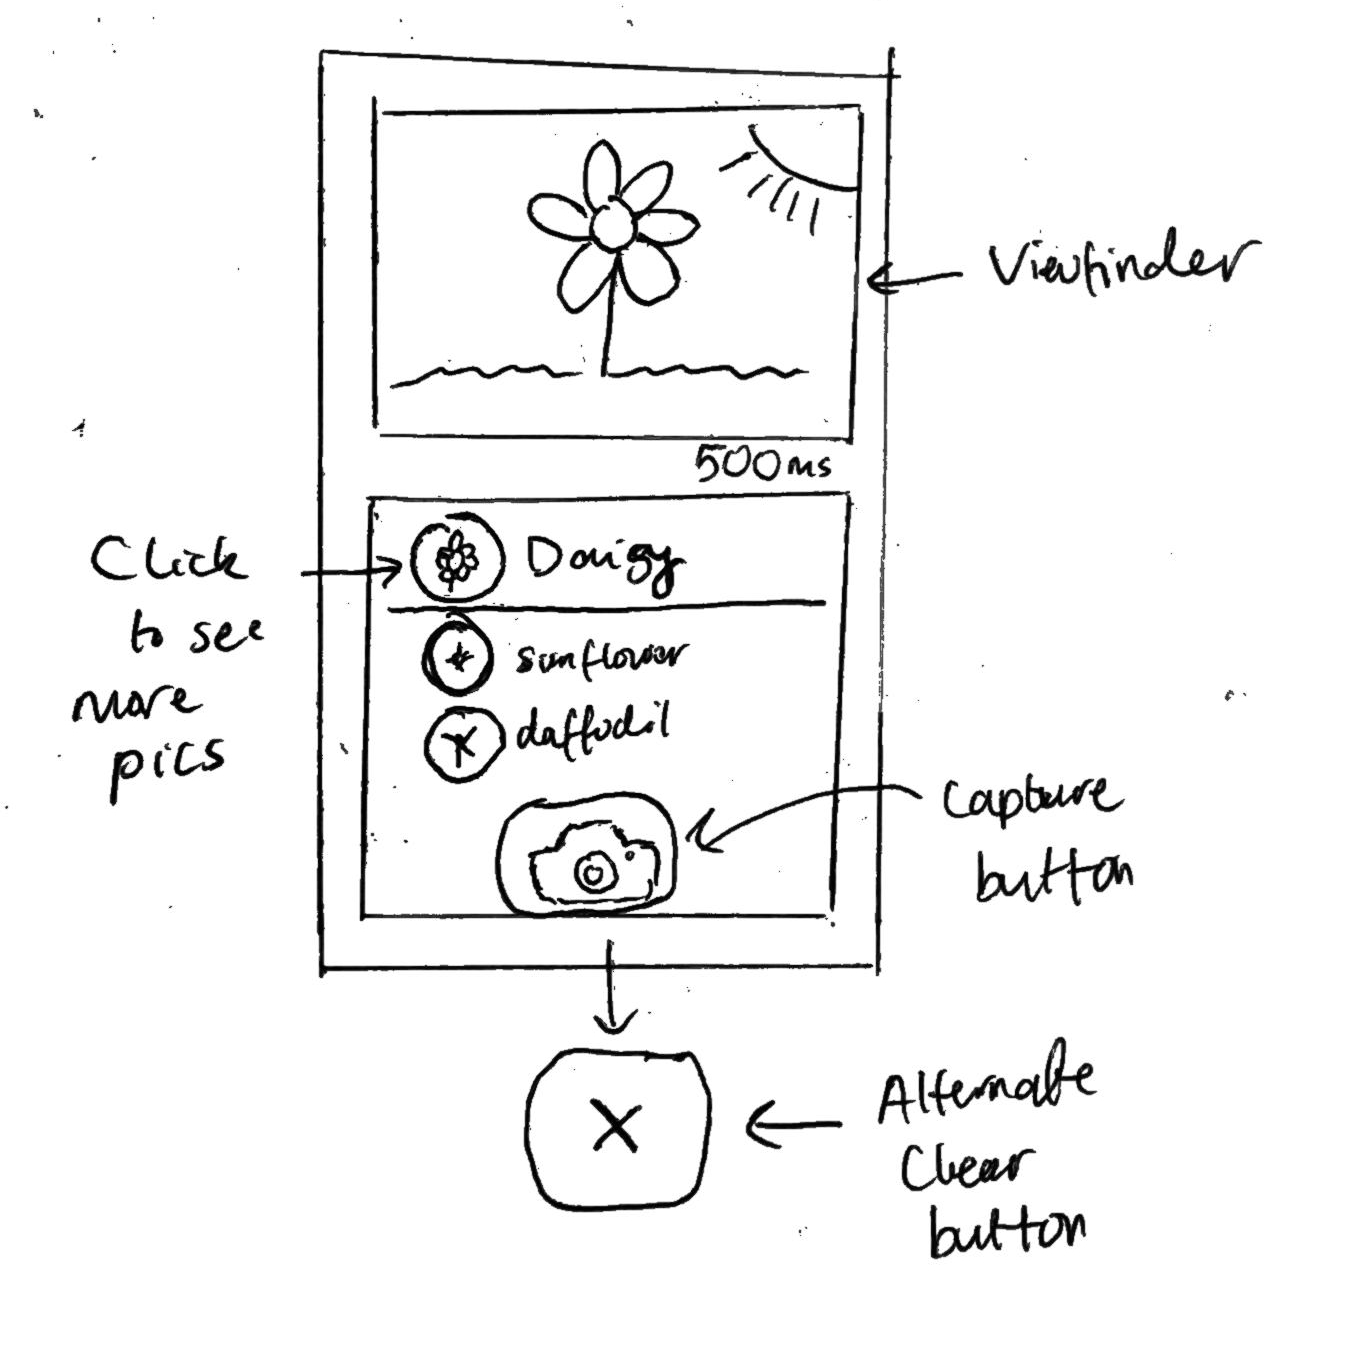 Viewfinder
500ms
Click
to see
more
pics
Daisy
sunflower
daffodil
Capture
button
X
Alternate
Clear
button